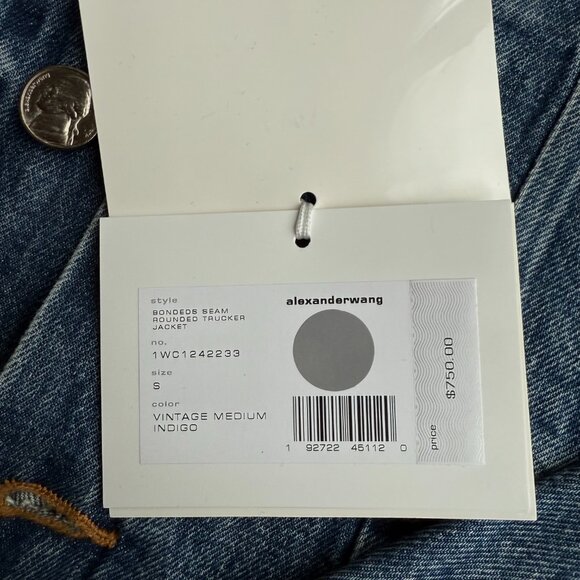 style
BONDEDS SEAM
ROUNDED TRUCKER
JACKET
no.
1WC1242233
size
S
color
VINTAGE MEDIUM
INDIGO
alexanderwang
1 92722 45112 0
price $750.00